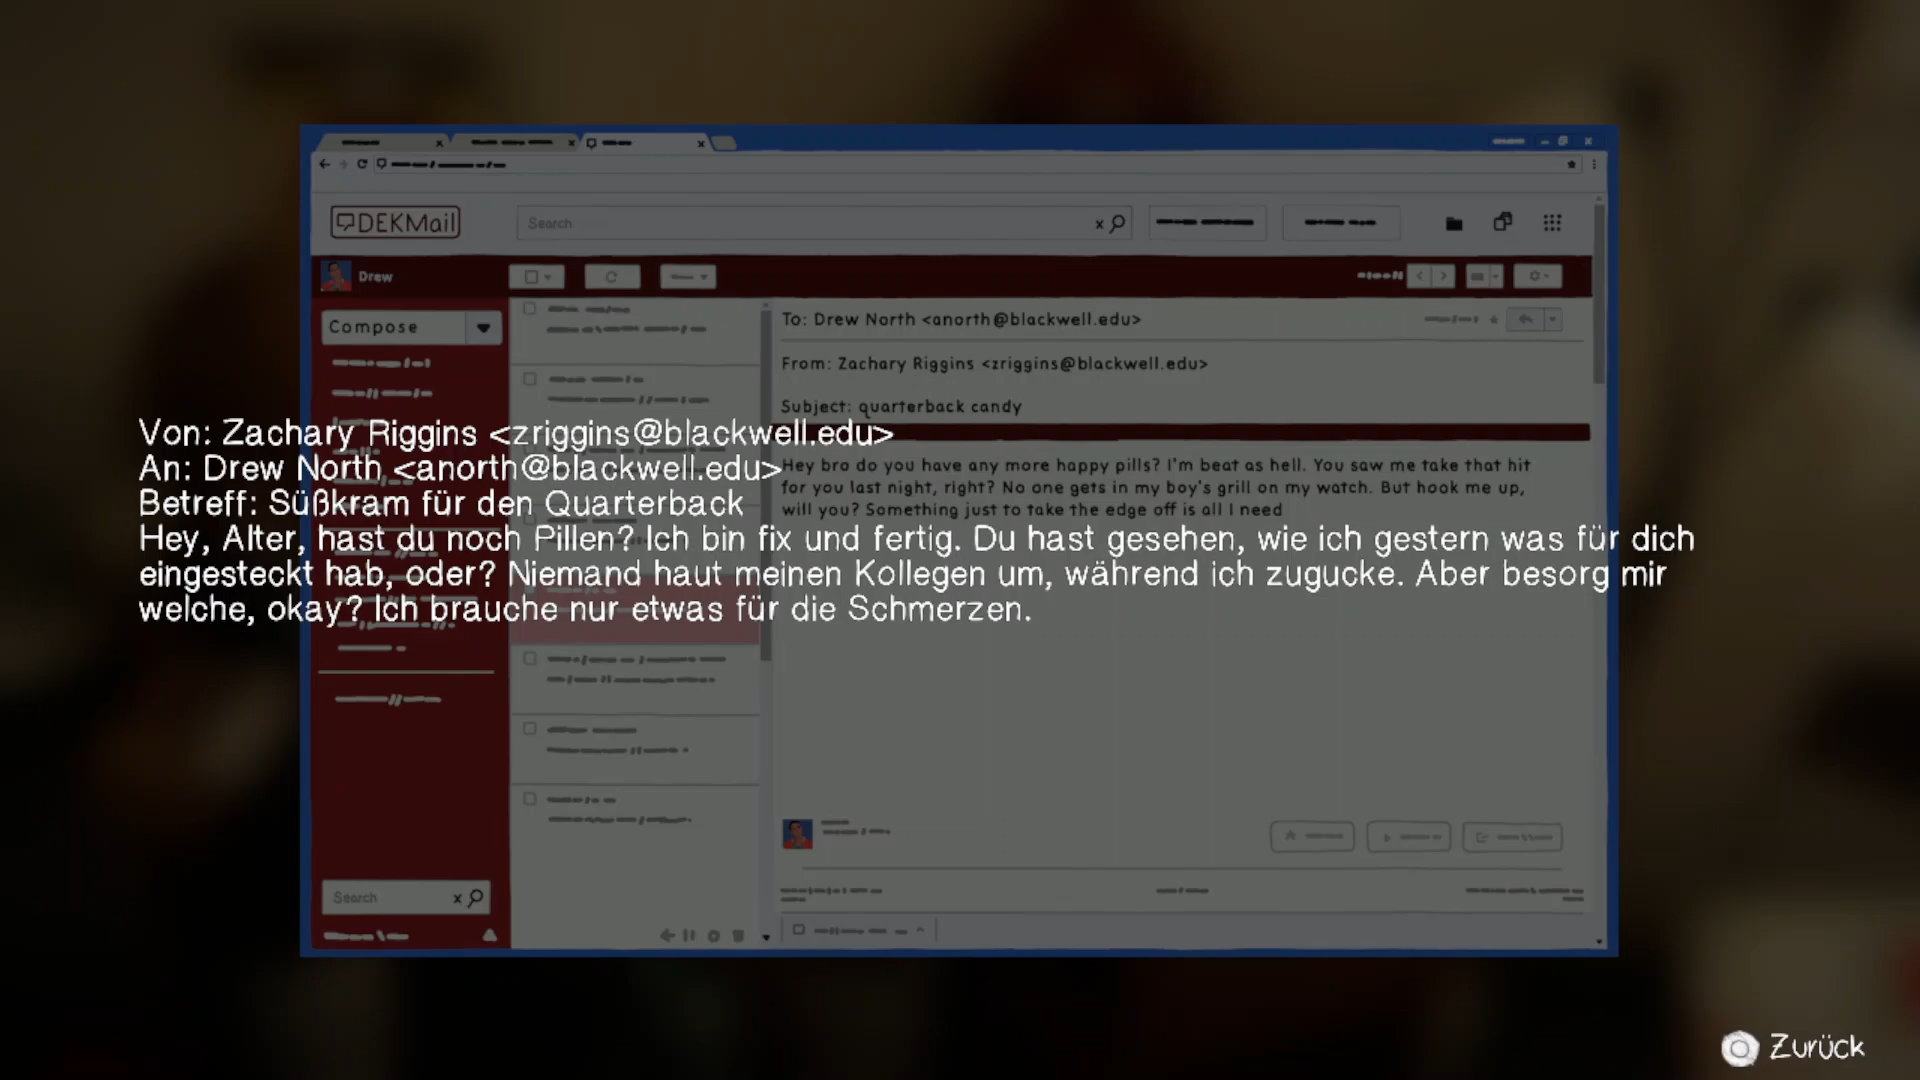 DEKMail
Search
x
Drew
Compose
To: Drew North <anorth@blackwell.edu>
From: Zachary Riggins <zriggins@blackwell.edu>
Subject: quarterback candy
Hey bro do you have any more happy pills? I'm beat as hell. You saw me take that hit
for you last night, right? No one gets in my boy's grill on my watch. But hook me up,
will you? Something just to take the edge off is all I need
Von: Zachary Riggins <zriggins@blackwell.edu>
An: Drew North <anorth@blackwell.edu>
Betreff: Süßkram für den Quarterback
Hey, Alter, hast du noch Pillen? Ich bin fix und fertig. Du hast gesehen, wie ich gestern was für dich
eingesteckt hab, oder? Niemand haut meinen Kollegen um, während ich zugucke. Aber besorg mir
welche, okay? Ich brauche nur etwas für die Schmerzen.
Search
x
Zurück